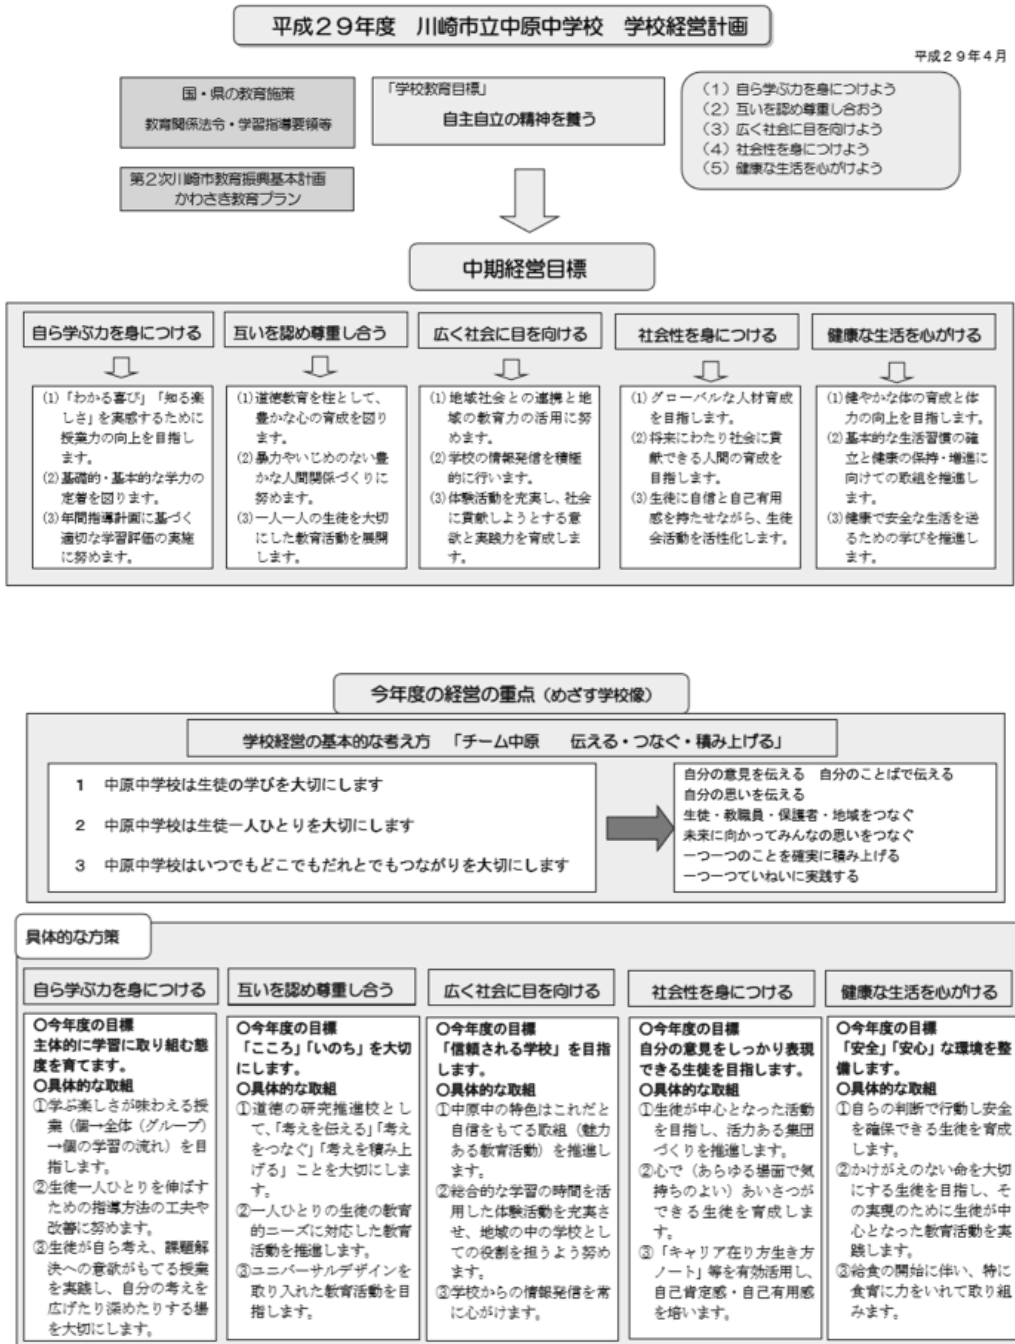 平成２９年度　川崎市立中原中学校　学校経営計画
平成２９年４月
国・県の教育施策
教育関係法令・学習指導要領等
第２次川崎市教育振興基本計画
かわさき教育プラン
「学校教育目標」
自主自立の精神を養う
（１）自ら学ぶ力を身につけよう
（２）互いを認め尊重し合おう
（３）広く社会に目を向けよう
（４）社会性を身につけよう
（５）健康な生活を心がけよう
中期経営目標
自ら学ぶ力を身につける
(1)「わかる喜び」「知る楽
しさ」を実感するために
授業力の向上を目指し
ます。
(2)基礎的・基本的な学力の
定着を図ります。
(3)年間指導計画に基づく
適切な学習評価の実施
に努めます。
互いを認め尊重し合う
(1)道徳教育を柱として、
豊かな心の育成を図り
ます。
(2)暴力やいじめのない豊
かな人間関係づくりに
努めます。
(3)一人一人の生徒を大切
にした教育活動を展開
します。
広く社会に目を向ける
(1)地域社会との連携と地
域の教育力の活用に努
めます。
(2)学校の情報発信を積極
的に行います。
(3)体験活動を充実し、社会
に貢献しようとする意
欲と実践力を育成しま
す。
社会性を身につける
(1)グローバルな人材育成
を目指します。
(2)将来にわたり社会に貢
献できる人間の育成を
目指します。
(3)生徒に自信と自己有用
感を持たせながら、生徒
会活動を活性化します。
健康な生活を心がける
(1)健やかな体の育成と体
力の向上を目指します。
(2)基本的な生活習慣の確
立と健康の保持・増進に
向けての取組を推進し
ます。
(3)健康で安全な生活を送
るための学びを推進し
ます。
今年度の経営の重点（めざす学校像）
学校経営の基本的な考え方　「チーム中原　　伝える・つなぐ・積み上げる」
１　中原中学校は生徒の学びを大切にします
２　中原中学校は生徒一人ひとりを大切にします
３　中原中学校はいつでもどこでもだれとでもつながりを大切にします
自分の意見を伝える　自分のことばで伝える
自分の思いを伝える
生徒・教職員・保護者・地域をつなぐ
未来に向かってみんなの思いをつなぐ
一つ一つのことを確実に積み上げる
一つ一つていねいに実践する
具体的な方策
自ら学ぶ力を身につける
○今年度の目標
主体的に学習に取り組む態
度を育てます。
○具体的な取組
①学ぶ楽しさが味わえる授
業（個→全体（グループ）
→個の学習の流れ）を目
指します。
②生徒一人ひとりを伸ばす
ための指導方法の工夫や
改善に努めます。
③生徒が自ら考え、課題解
決への意欲がもてる授業
を実践し、自分の考えを
広げたり深めたりする場
を大切にします。
互いを認め尊重し合う
○今年度の目標
「こころ」「いのち」を大切
にします。
○具体的な取組
①道徳の研究推進校とし
て、「考えを伝える」「考え
をつなぐ」「考えを積み上
げる」ことを大切にしま
す。
②一人ひとりの生徒の教育
的ニーズに対応した教育
活動を推進します。
③ユニバーサルデザインを
取り入れた教育活動を目
指します。
広く社会に目を向ける
○今年度の目標
「信頼される学校」を目指
します。
○具体的な取組
①中原中の特色はこれだと
自信をもてる取組（魅力
ある教育活動）を推進し
ます。
②総合的な学習の時間を活
用した体験活動を充実さ
せ、地域の中の学校とし
ての役割を担うよう努め
ます。
③学校からの情報発信を常
に心がけます。
社会性を身につける
○今年度の目標
自分の意見をしっかり表現
できる生徒を目指します。
○具体的な取組
①生徒が中心となった活動
を目指し、活力ある集団
づくりを推進します。
②心で（あらゆる場面で気
持ちのよい）あいさつが
できる生徒を育成しま
す。
③「キャリア在り方生き方
ノート」等を有効活用し、
自己肯定感・自己有用感
を培います。
健康な生活を心がける
○今年度の目標
「安全」「安心」な環境を整
備します。
○具体的な取組
①自らの判断で行動し安全
を確保できる生徒を育成
します。
②かけがえのない命を大切
にする生徒を目指し、そ
の実現のために生徒が中
心となった教育活動を実
践します。
③給食の開始に伴い、特に
食育に力をいれて取り組
みます。